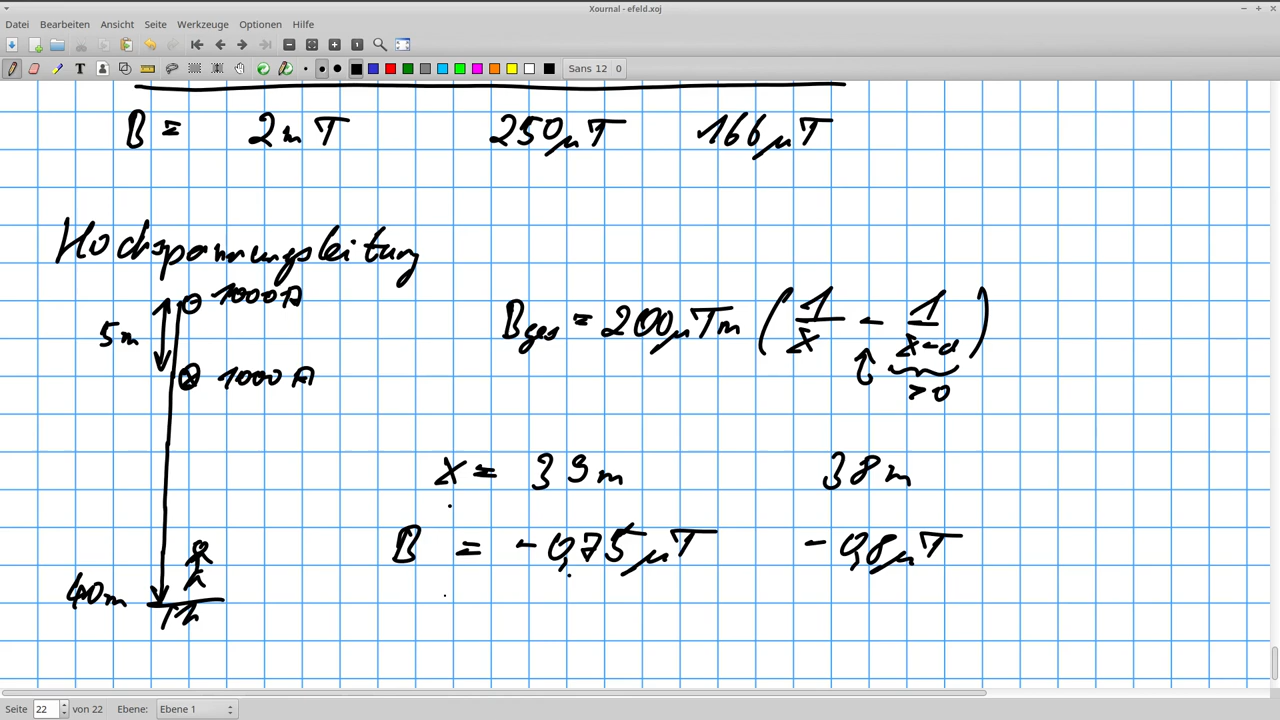 Xournal - efeld.xoj
Datei Bearbeiten Ansicht Seite Werkzeuge Optionen Hilfe
Sans 12 0
B = 2mT 250µT 166µT
Hochspannungsleitung
1000A
5m
1000A
Bges = 200µTm (1/x - 1/(x-d))
>0
x = 39m 38m
B = -0,75µT -0,8µT
40m
Seite 22 von 22 Ebene: Ebene 1